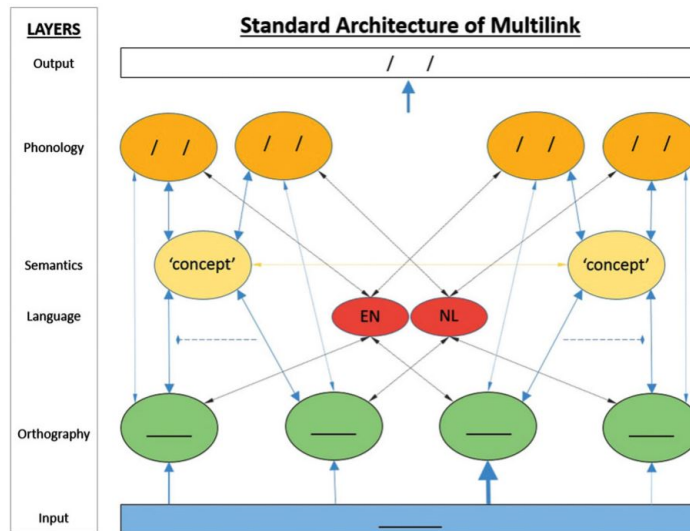 LAYERS
Standard Architecture of Multilink
Output
/ /
Phonology
/ / / / / / / /
Semantics
'concept' 'concept'
Language
EN NL
Orthography
Input